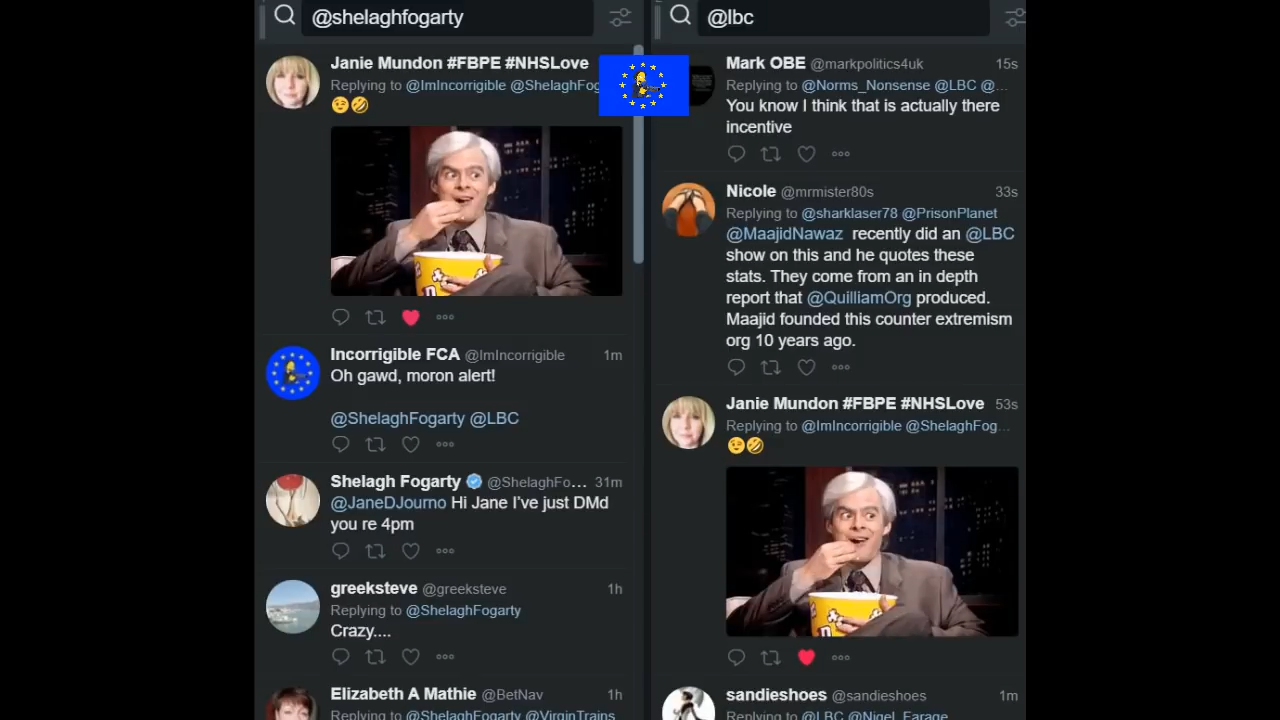 @shelaghfogarty
Janie Mundon #FBPE #NHSLove
Replying to @ImIncorrigible @ShelaghFog
Incorrigible FCA @ImIncorrigible 1m
Oh gawd, moron alert!
@ShelaghFogarty @LBC
Shelagh Fogarty @ShelaghFo... 31m
@JaneDJourno Hi Jane I've just DMd
you re 4pm
greeksteve @greeksteve 1h
Replying to @ShelaghFogarty
Crazy....
Elizabeth A Mathie @BetNav 1h
Replying to @ShelaghFogarty @VirginTrains
@lbc
Mark OBE @markpolitics4uk 15s
Replying to @Norms_Nonsense @LBC @...
You know I think that is actually there
incentive
Nicole @mrmister80s 33s
Replying to @sharklaser78 @PrisonPlanet
@MaajidNawaz recently did an @LBC
show on this and he quotes these
stats. They come from an in depth
report that @QuilliamOrg produced.
Maajid founded this counter extremism
org 10 years ago.
Janie Mundon #FBPE #NHSLove 53s
Replying to @ImIncorrigible @ShelaghFog...
sandieshoes @sandieshoes 1m
Replying to @LBC @Nigel_Farage